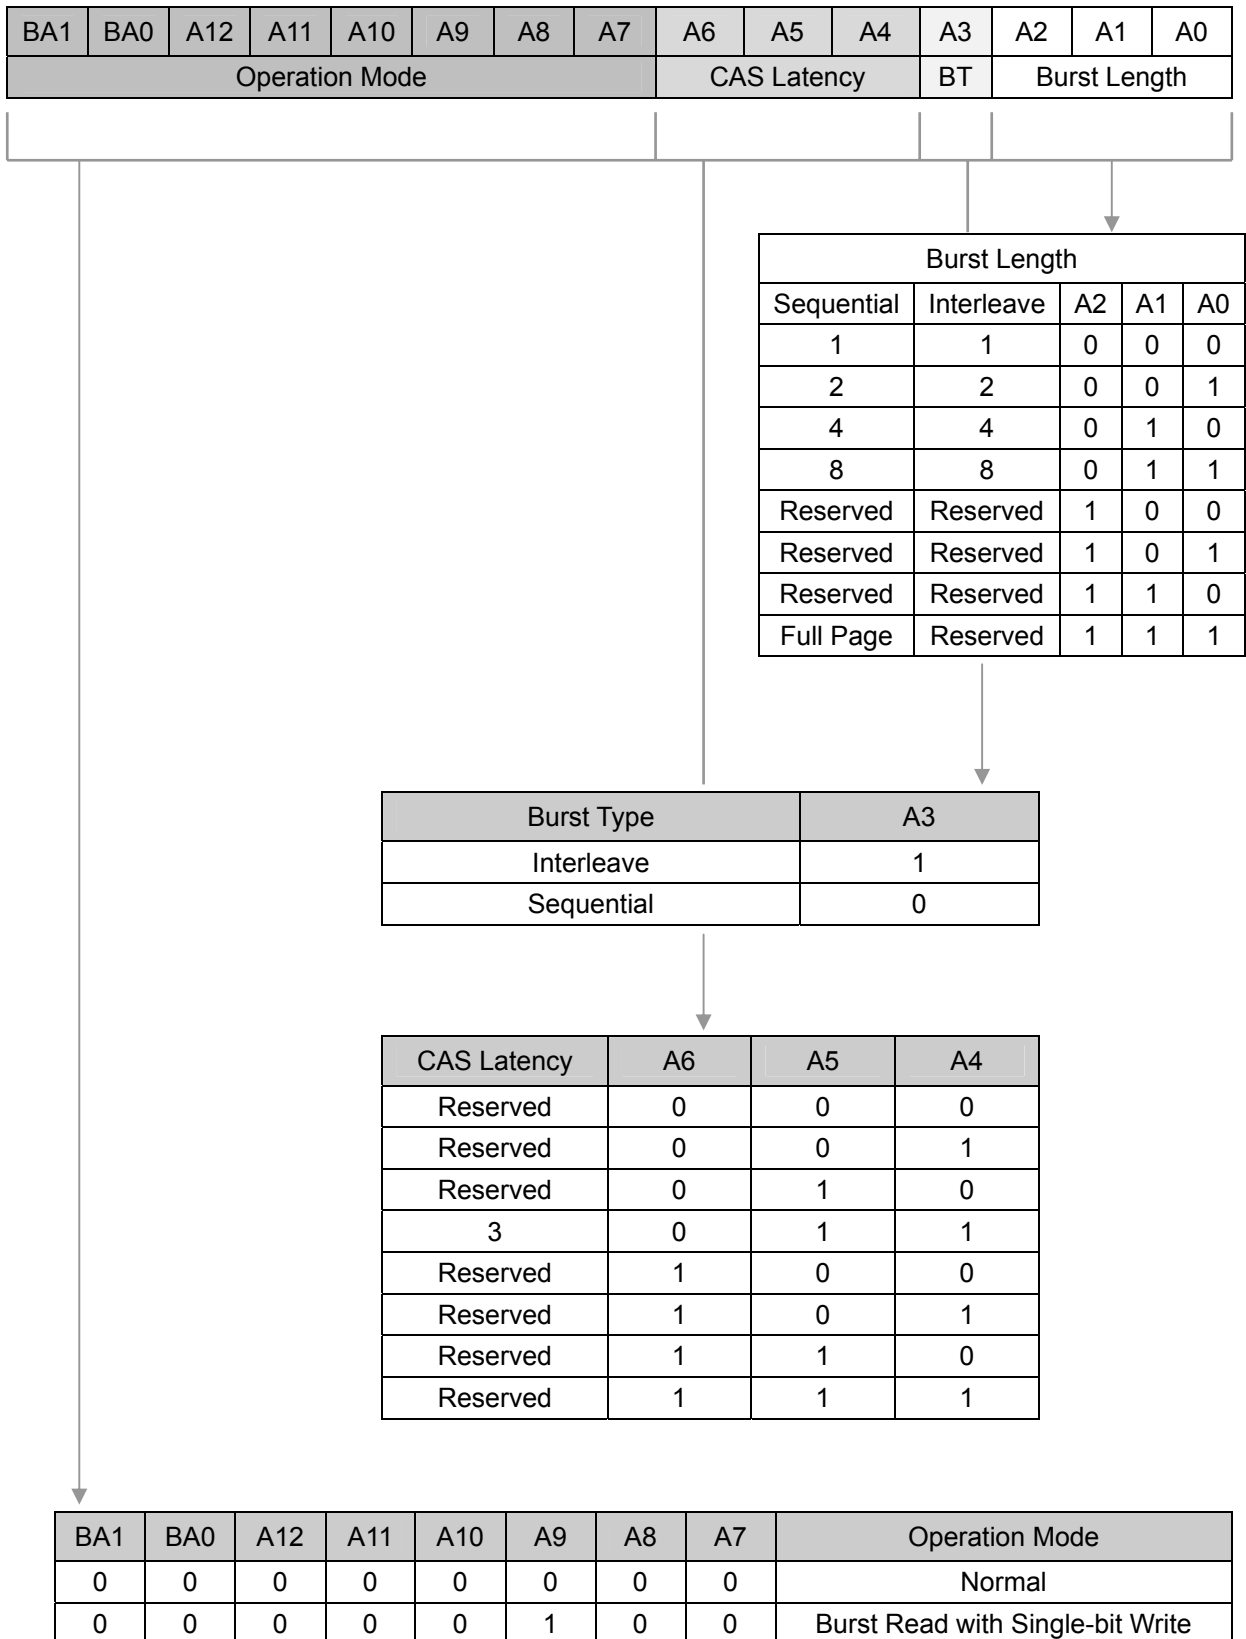 BA1 BA0 A12 A11 A10 A9 A8 A7 A6 A5 A4 A3 A2 A1 A0
Operation Mode CAS Latency BT Burst Length
Burst Length
Sequential Interleave A2 A1 A0
1 1 0 0 0
2 2 0 0 1
4 4 0 1 0
8 8 0 1 1
Reserved Reserved 1 0 0
Reserved Reserved 1 0 1
Reserved Reserved 1 1 0
Full Page Reserved 1 1 1
Burst Type A3
Interleave 1
Sequential 0
CAS Latency A6 A5 A4
Reserved 0 0 0
Reserved 0 0 1
Reserved 0 1 0
3 0 1 1
Reserved 1 0 0
Reserved 1 0 1
Reserved 1 1 0
Reserved 1 1 1
BA1 BA0 A12 A11 A10 A9 A8 A7 Operation Mode
0 0 0 0 0 0 0 0 Normal
0 0 0 0 0 1 0 0 Burst Read with Single-bit Write